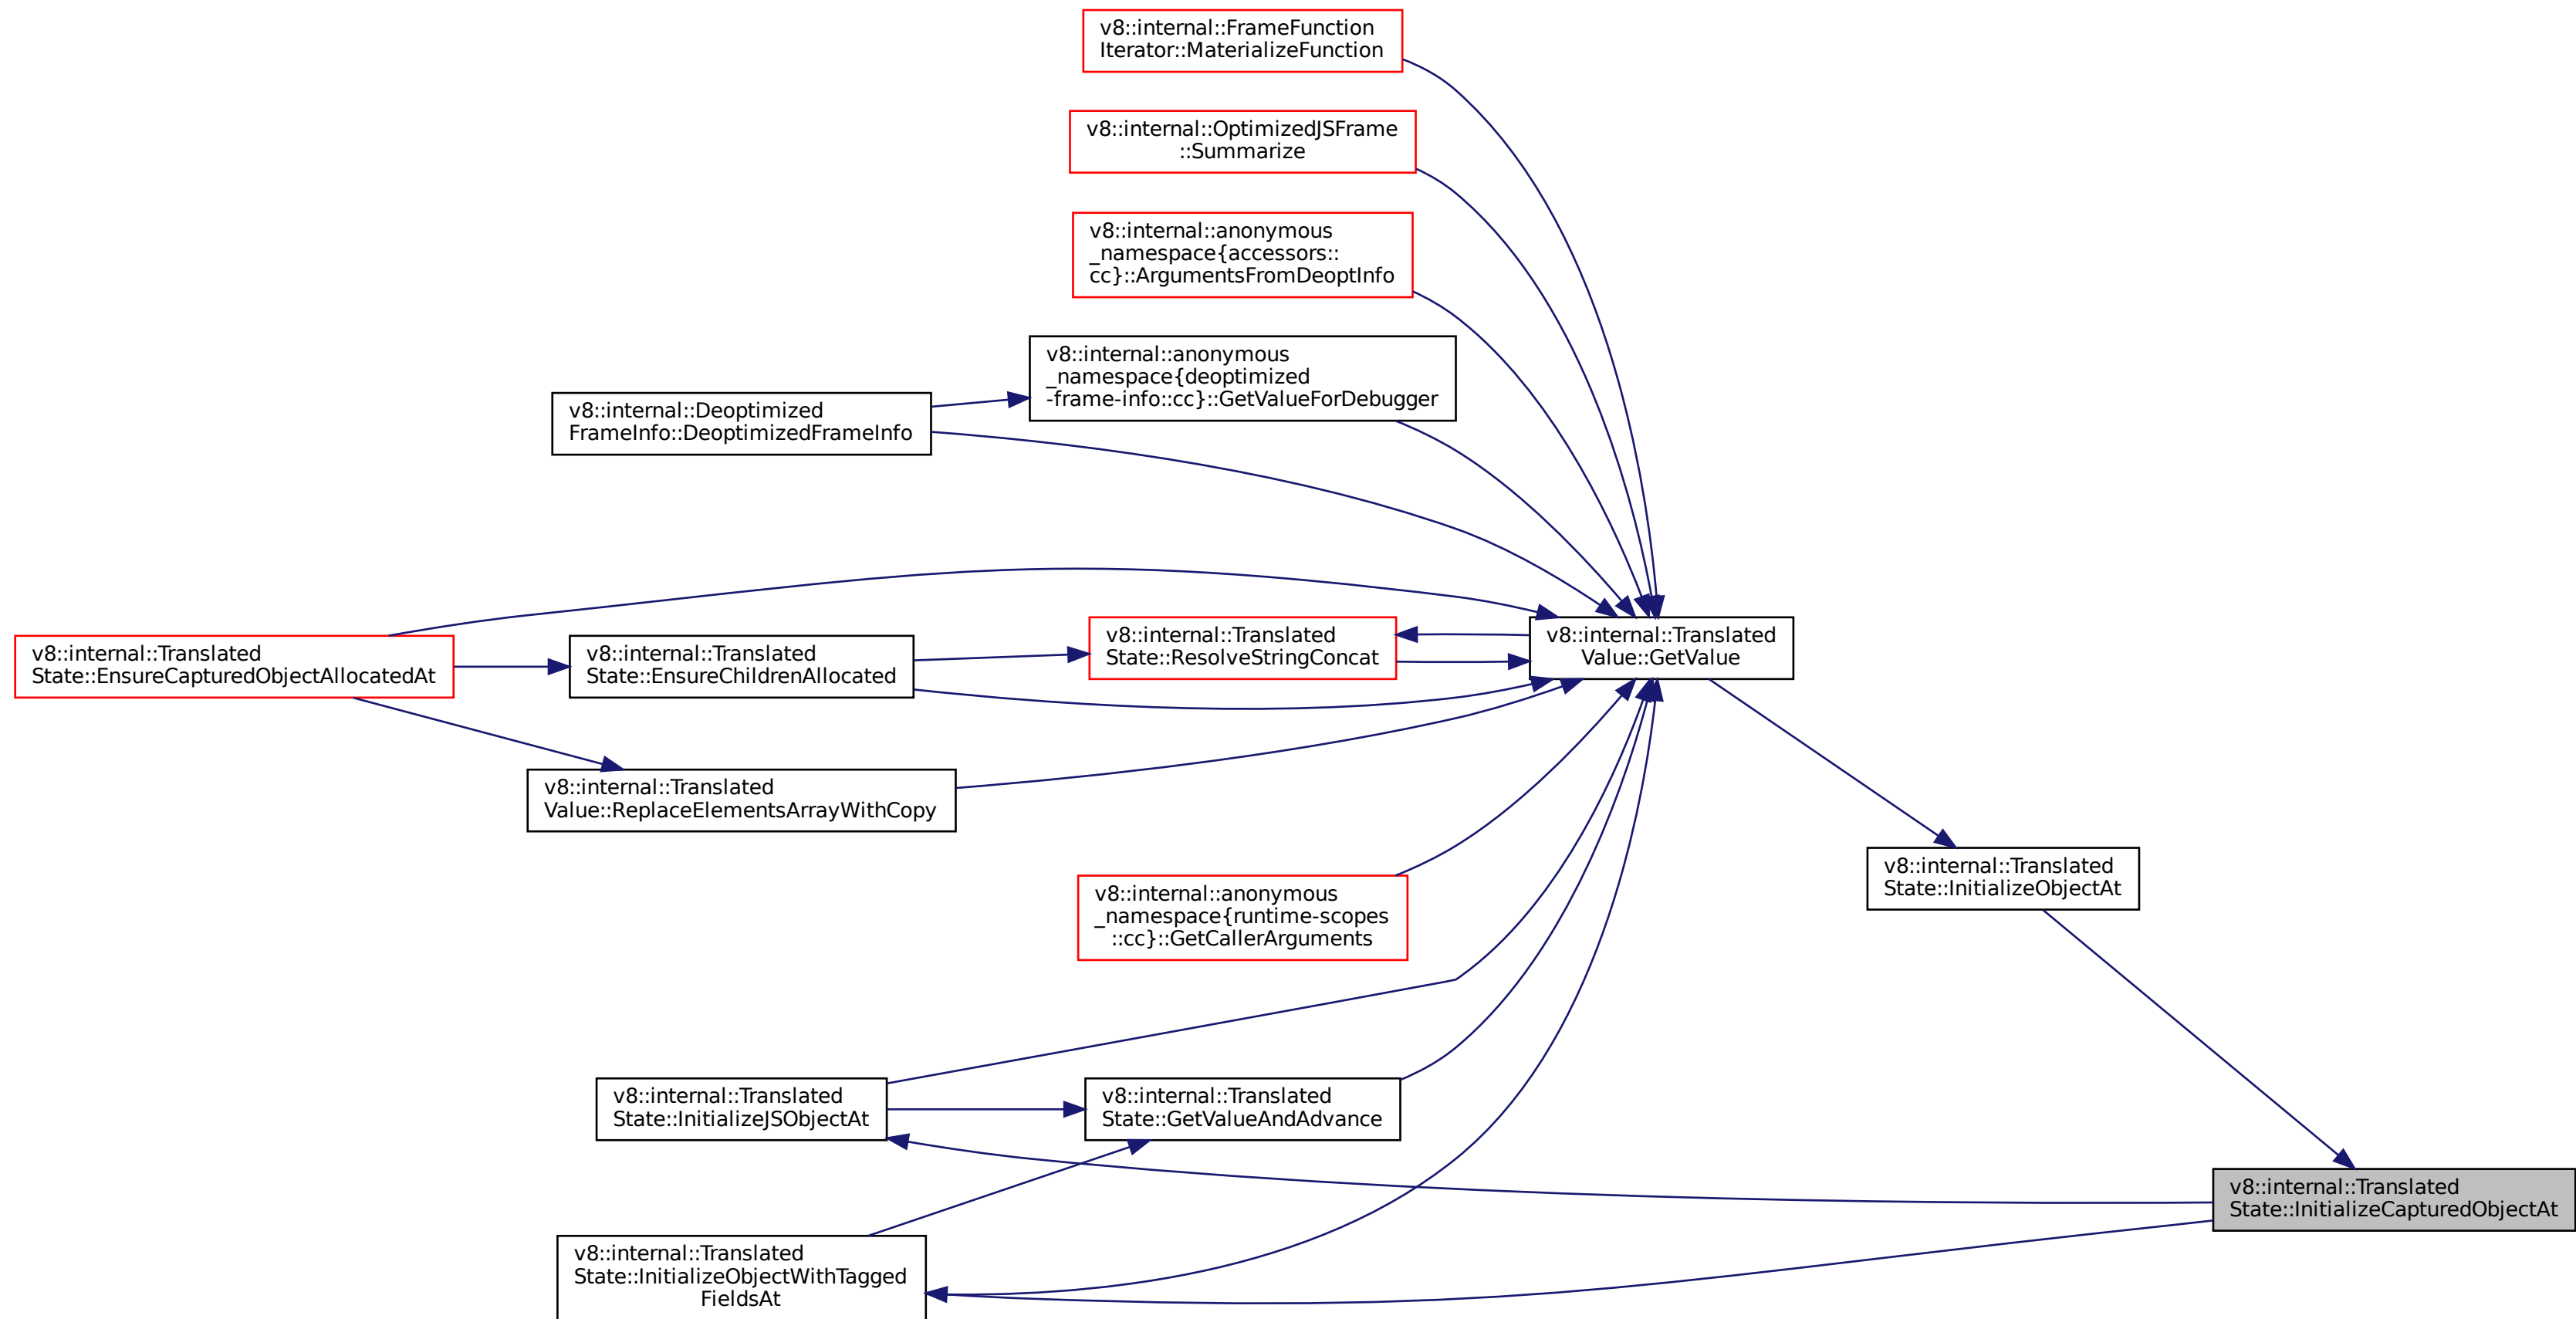 v8::internal::FrameFunction
Iterator::MaterializeFunction
v8::internal::OptimizedJSFrame
::Summarize
v8::internal::anonymous
_namespace{accessors::
cc}::ArgumentsFromDeoptInfo
v8::internal::anonymous
_namespace{deoptimized
-frame-info::cc}::GetValueForDebugger
v8::internal::Deoptimized
FrameInfo::DeoptimizedFrameInfo
v8::internal::Translated
State::EnsureCapturedObjectAllocatedAt
v8::internal::Translated
State::EnsureChildrenAllocated
v8::internal::Translated
State::ResolveStringConcat
v8::internal::Translated
Value::GetValue
v8::internal::Translated
Value::ReplaceElementsArrayWithCopy
v8::internal::Translated
State::InitializeObjectAt
v8::internal::anonymous
_namespace{runtime-scopes
::cc}::GetCallerArguments
v8::internal::Translated
State::InitializeJSObjectAt
v8::internal::Translated
State::GetValueAndAdvance
v8::internal::Translated
State::InitializeCapturedObjectAt
v8::internal::Translated
State::InitializeObjectWithTagged
FieldsAt